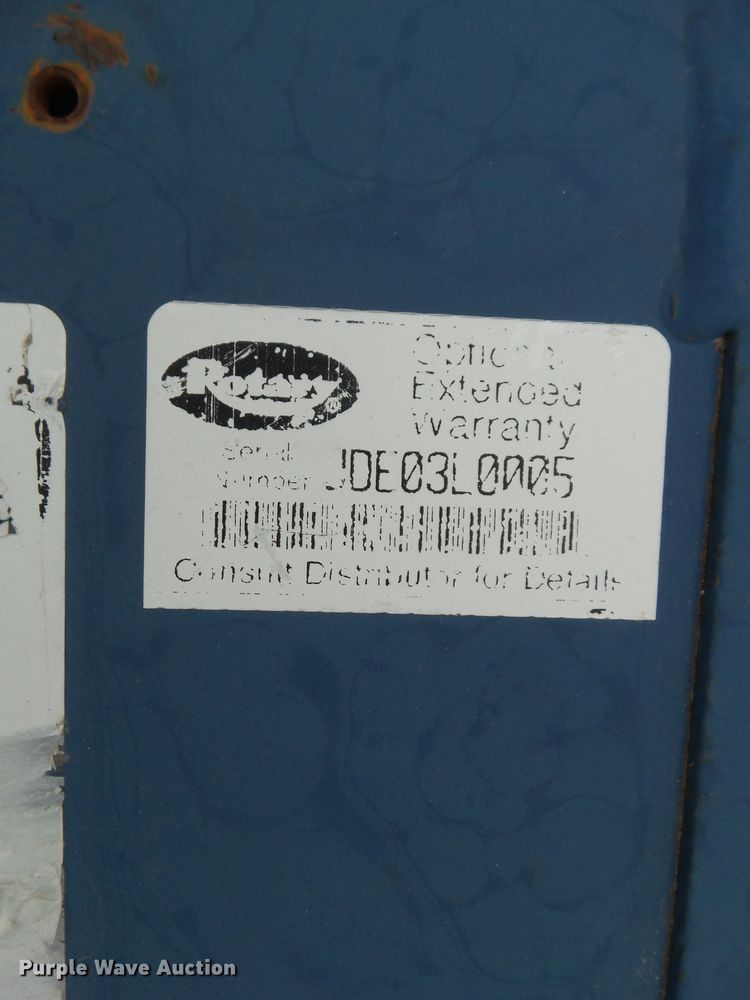 Rotary®
Optional
Extended
Warranty
Serial
Number JDE03L0005
Consult Distributor for Details
Purple Wave Auction